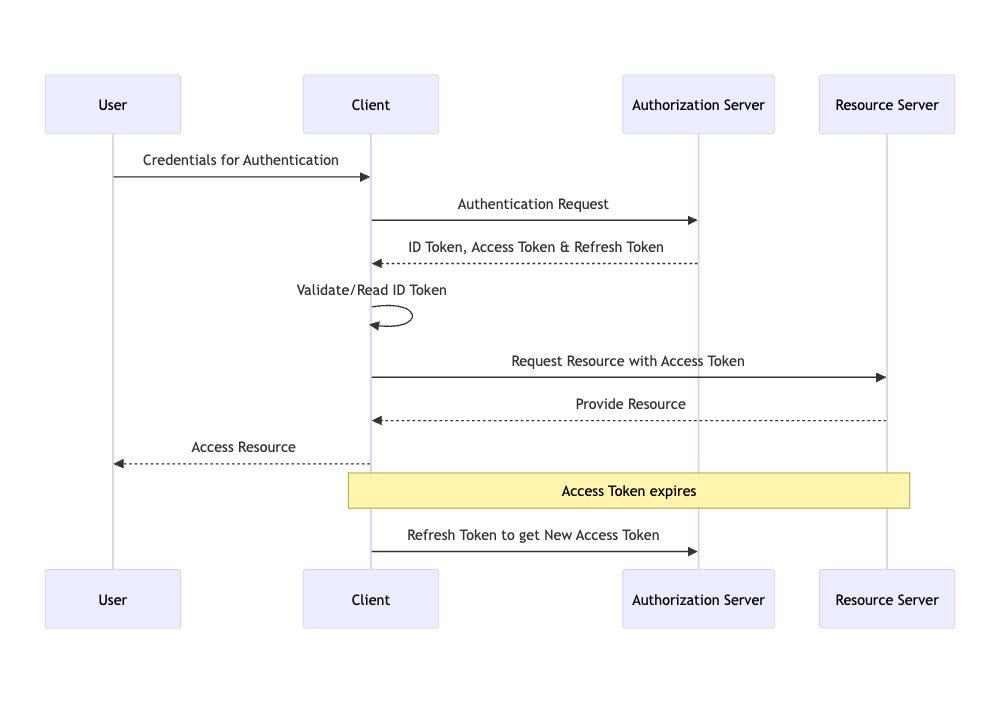 User
Client
Authorization Server
Resource Server
Credentials for Authentication
Authentication Request
ID Token, Access Token & Refresh Token
Validate/Read ID Token
Request Resource with Access Token
Provide Resource
Access Resource
Access Token expires
Refresh Token to get New Access Token
User
Client
Authorization Server
Resource Server